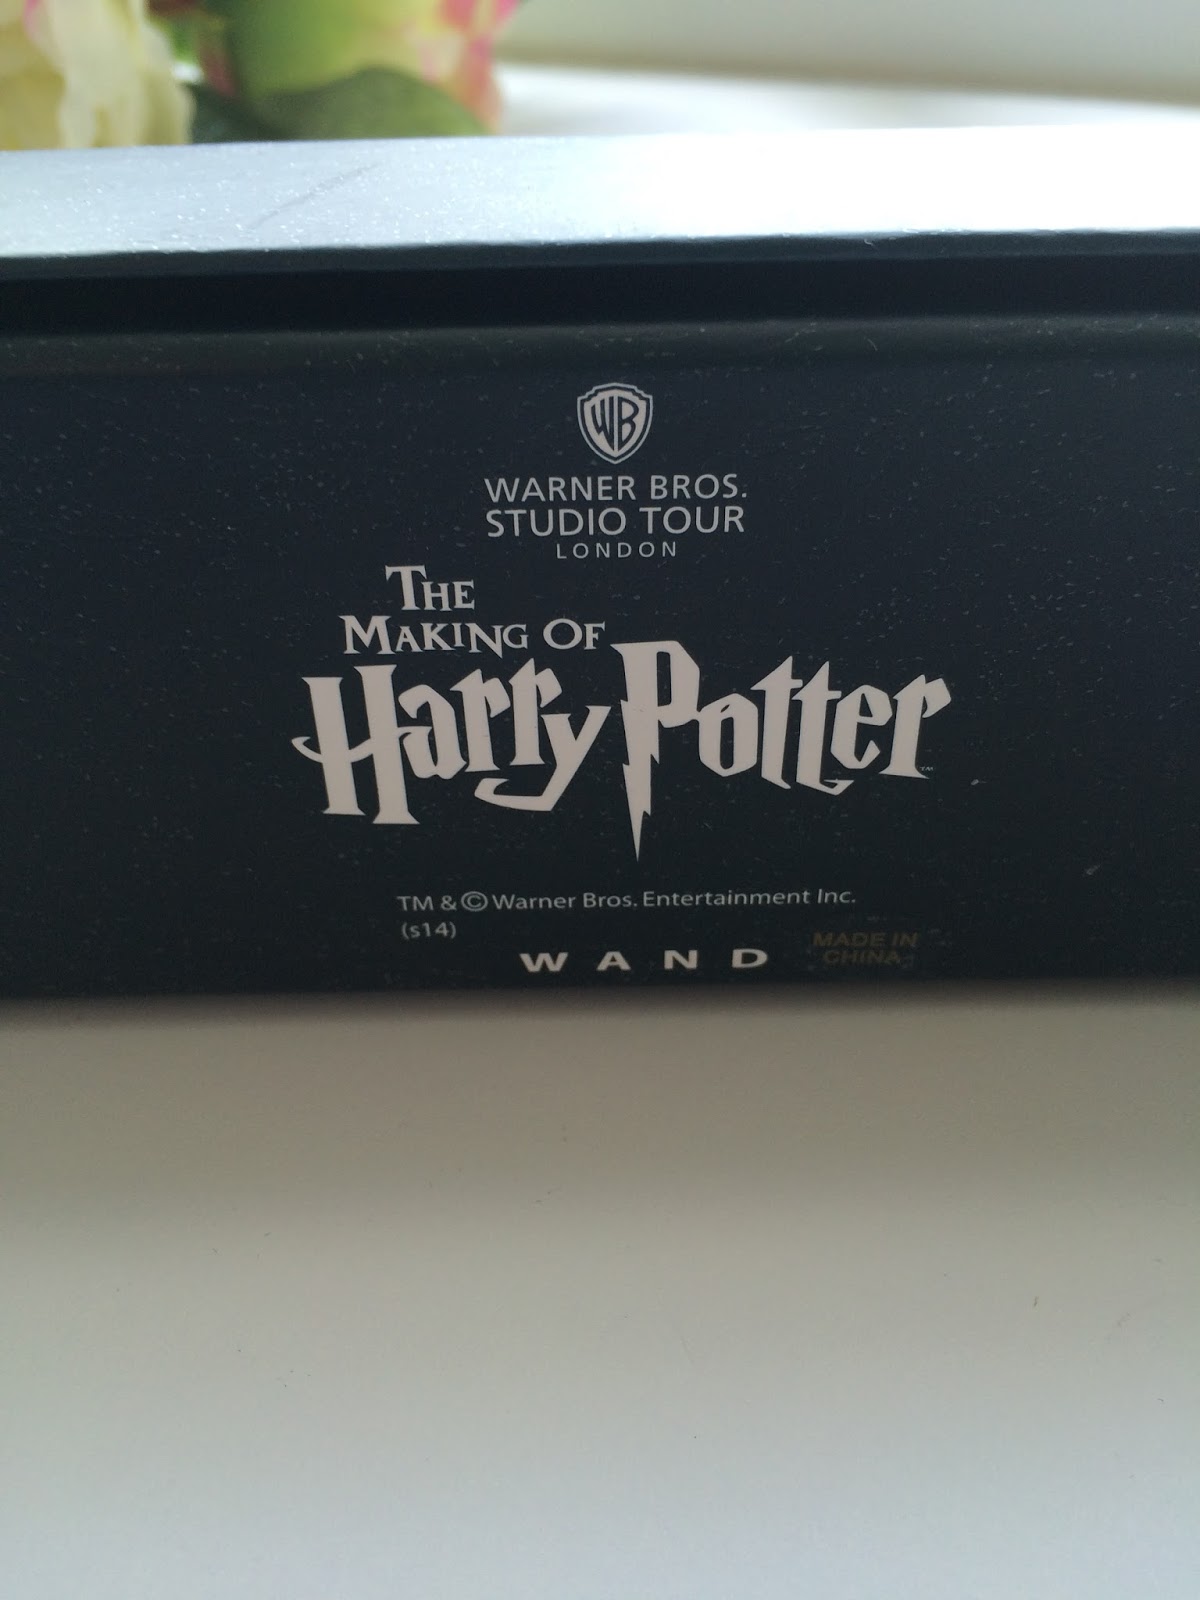 WB
WARNER BROS.
STUDIO TOUR
LONDON
THE
MAKING OF
Harry Potter™
TM & © Warner Bros. Entertainment Inc.
(s14)
WAND
MADE IN
CHINA